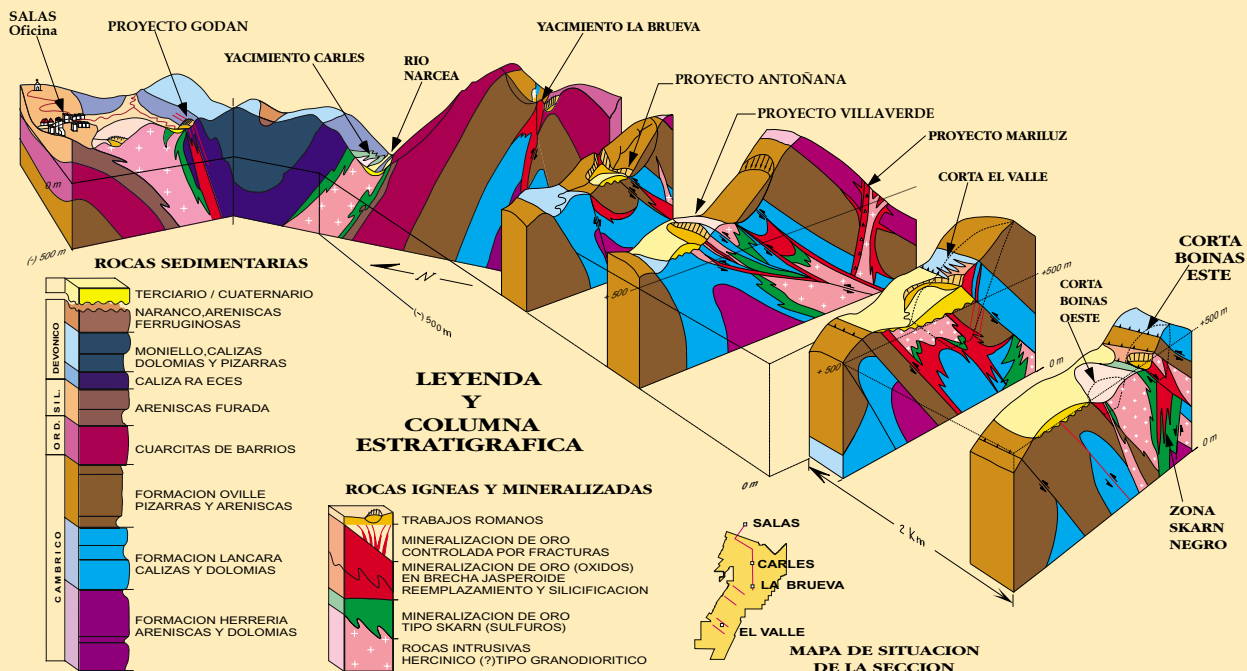 SALAS
Oficina
PROYECTO GODAN
YACIMIENTO CARLES
RIO
NARCEA
YACIMIENTO LA BRUEVA
PROYECTO ANTOÑANA
PROYECTO VILLAVERDE
PROYECTO MARILUZ
CORTA EL VALLE
CORTA
BOINAS
ESTE
CORTA
BOINAS
OESTE
ZONA
SKARN
NEGRO
0 m
(-) 500 m
N
(-) 500 m
+ 500
+ 500
+500 m
+500 m
0 m
0 m
0 m
2 Km
ROCAS SEDIMENTARIAS
DEVONICO
SIL.
ORD.
CAMBRICO
TERCIARIO / CUATERNARIO
NARANCO,ARENISCAS
FERRUGINOSAS
MONIELLO,CALIZAS
DOLOMIAS Y PIZARRAS
CALIZA RA ECES
ARENISCAS FURADA
CUARCITAS DE BARRIOS
FORMACION OVILLE
PIZARRAS Y ARENISCAS
FORMACION LANCARA
CALIZAS Y DOLOMIAS
FORMACION HERRERIA
ARENISCAS Y DOLOMIAS
LEYENDA
Y
COLUMNA
ESTRATIGRAFICA
ROCAS IGNEAS Y MINERALIZADAS
TRABAJOS ROMANOS
MINERALIZACION DE ORO
CONTROLADA POR FRACTURAS
MINERALIZACION DE ORO (OXIDOS)
EN BRECHA JASPEROIDE
REEMPLAZAMIENTO Y SILICIFICACION
MINERALIZACION DE ORO
TIPO SKARN (SULFUROS)
ROCAS INTRUSIVAS
HERCINICO (?)TIPO GRANODIORITICO
SALAS
CARLES
LA BRUEVA
EL VALLE
MAPA DE SITUACION
DE LA SECCION